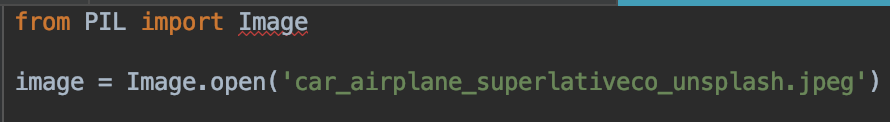 from PIL import Image
image = Image.open('car_airplane_superlativeco_unsplash.jpeg')